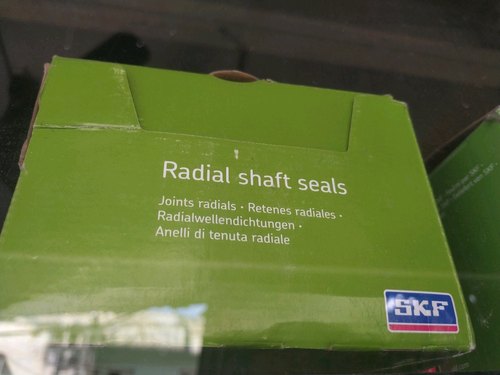 Radial shaft seals
Joints radials · Retenes radiales ·
Radialwellendichtungen ·
Anelli di tenuta radiale
SKF